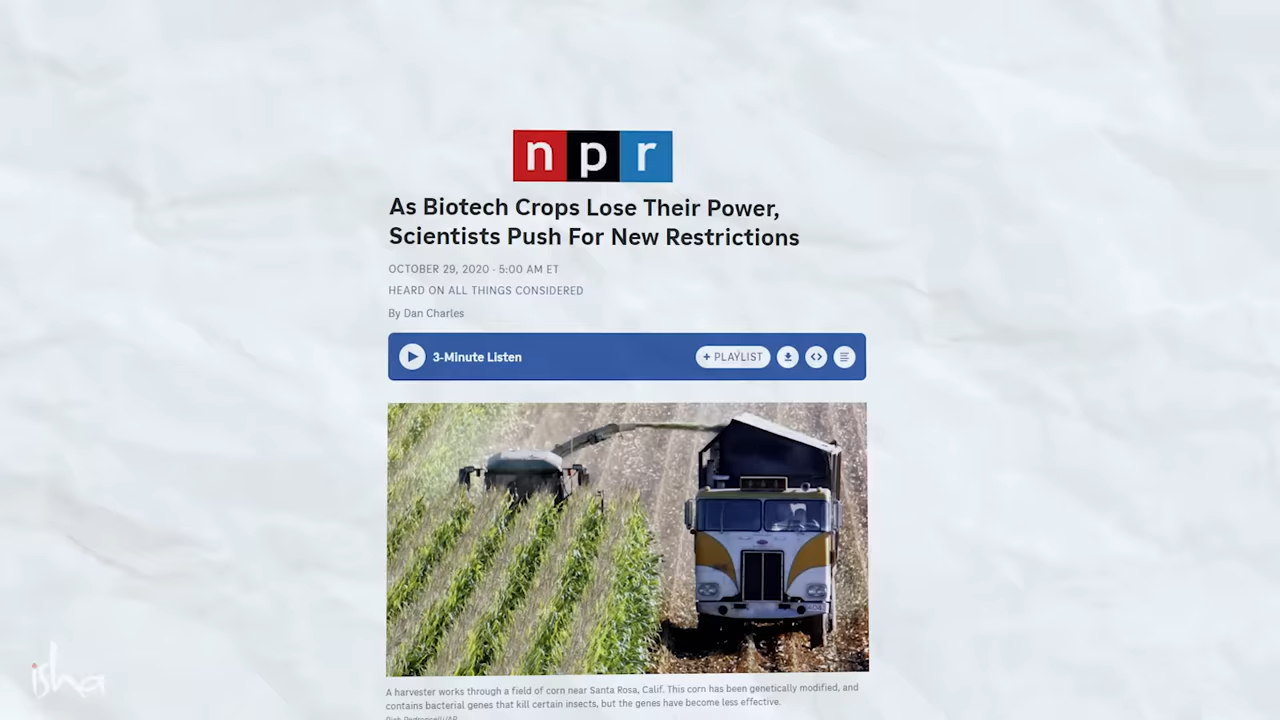 npr
As Biotech Crops Lose Their Power,
Scientists Push For New Restrictions
OCTOBER 29, 2020 · 5:00 AM ET
HEARD ON ALL THINGS CONSIDERED
By Dan Charles
3-Minute Listen
+ PLAYLIST
A harvester works through a field of corn near Santa Rosa, Calif. This corn has been genetically modified, and
contains bacterial genes that kill certain insects, but the genes have become less effective.
isha